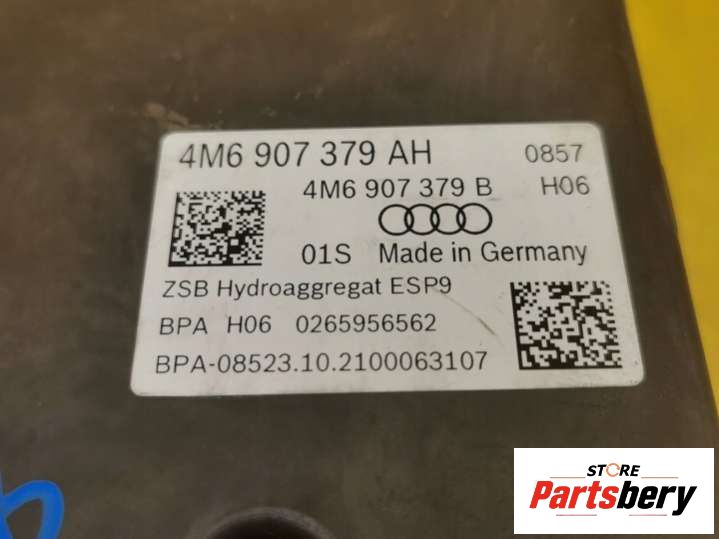 4M6 907 379 AH 0857
4M6 907 379 B H06
01S Made in Germany
ZSB Hydroaggregat ESP9
BPA H06 0265956562
BPA-08523.10.2100063107
STORE
Partsbery